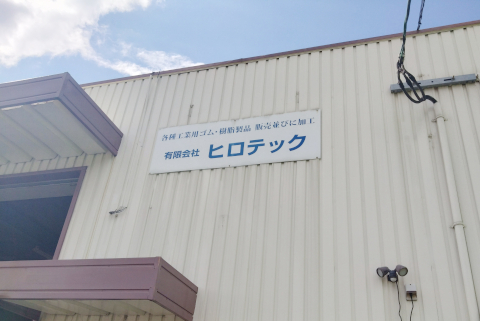 各種工業用ゴム・樹脂製品 販売並びに加工
有限会社 ヒロテック